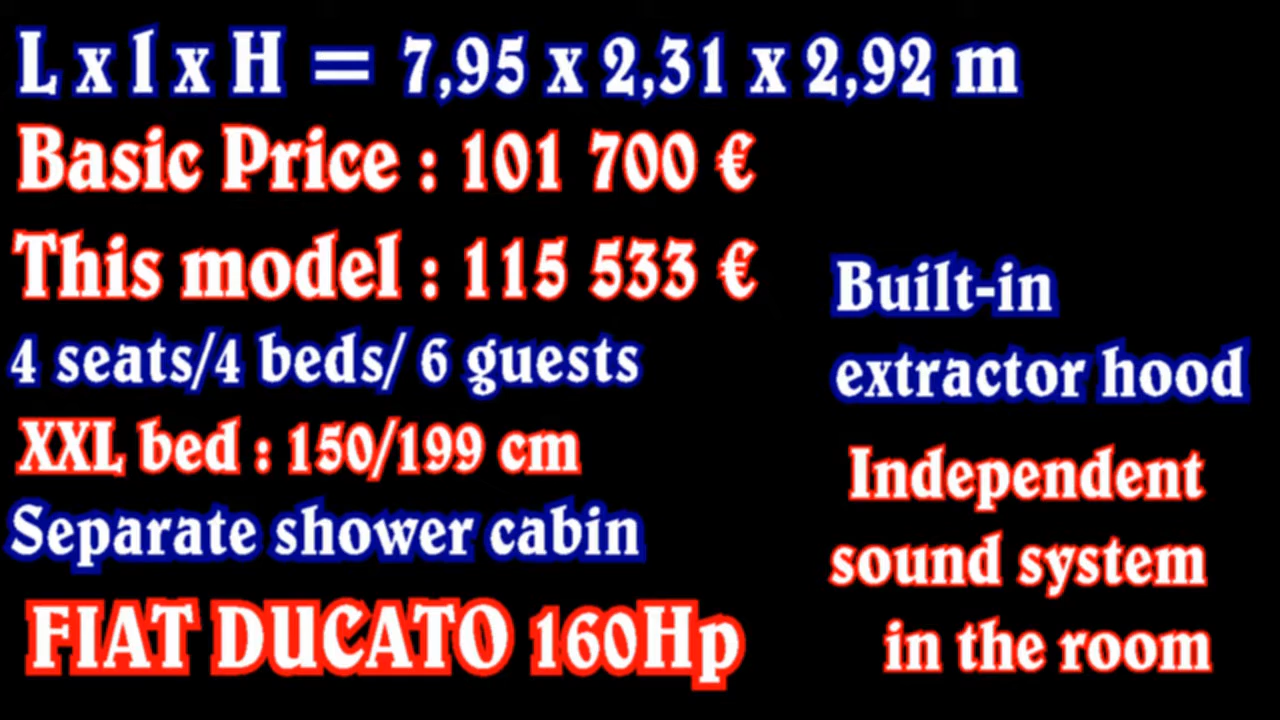 L x l x H = 7,95 x 2,31 x 2,92 m
Basic Price : 101 700 €
This model : 115 533 €
4 seats/4 beds/ 6 guests
XXL bed : 150/199 cm
Separate shower cabin
FIAT DUCATO 160Hp
Built-in
extractor hood
Independent
sound system
in the room